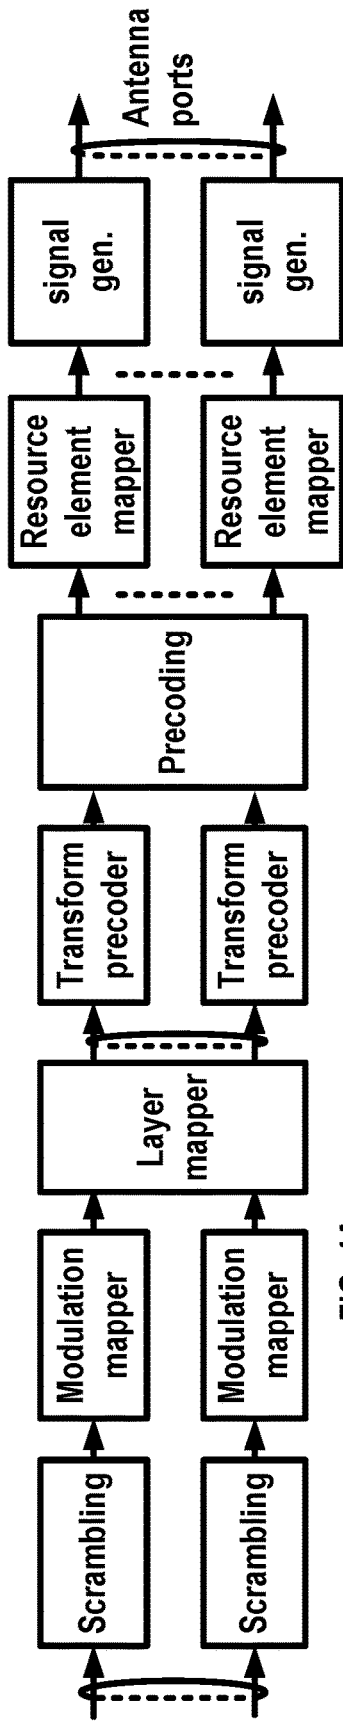 Scrambling
Modulation
mapper
Layer
mapper
Transform
precoder
Precoding
Resource
element
mapper
signal
gen.
Antenna
ports
Scrambling
Modulation
mapper
Transform
precoder
Resource
element
mapper
signal
gen.